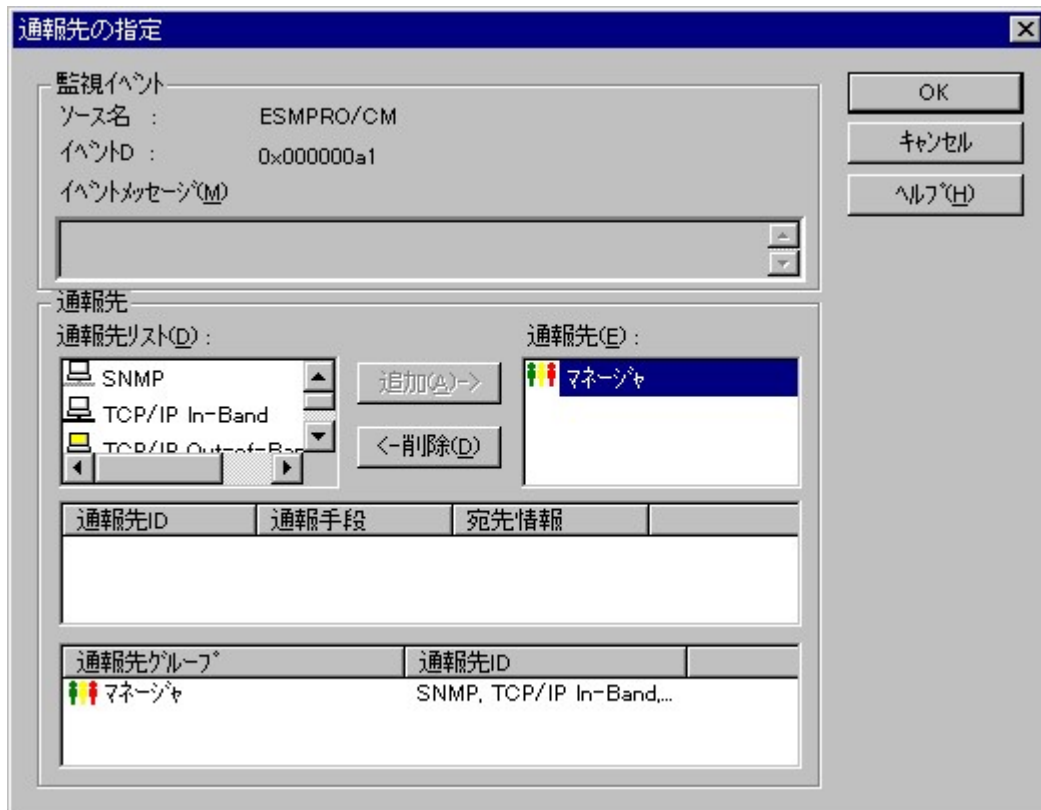 通報先の指定
監視イベント
OK
ソース名 : ESMPRO/CM
キャンセル
イベントID : 0x000000a1
イベントメッセージ(M)
ヘルプ(H)
通報先
通報先リスト(D) : 通報先(E) :
SNMP 追加(A)-> マネージャ
TCP/IP In-Band
TCP/IP Out-of-Ban <-削除(D)
通報先ID 通報手段 宛先情報
通報先グループ 通報先ID
マネージャ SNMP, TCP/IP In-Band,...